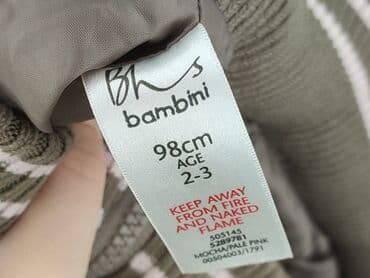 Bhs
bambini
98cm
AGE
2-3
KEEP AWAY
FROM FIRE
AND NAKED
FLAME
505145
5289781
MOCHA/PALE PINK
00504003/1791